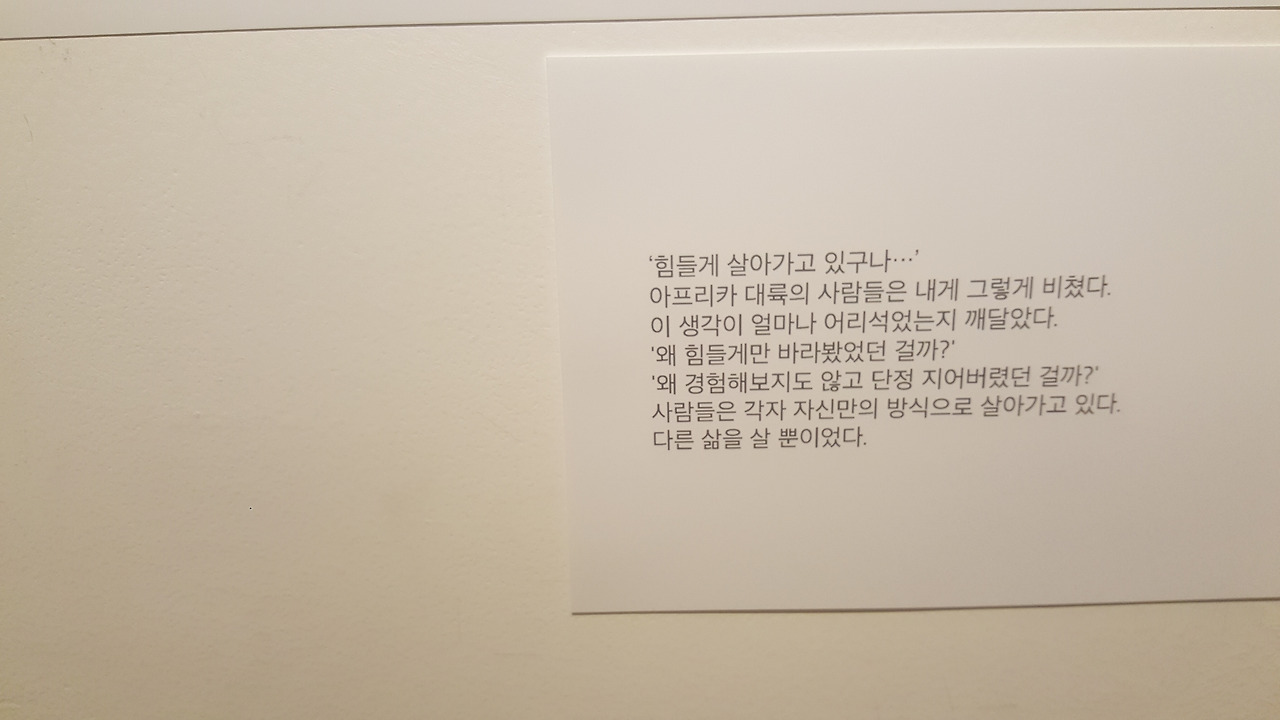 ‘힘들게 살아가고 있구나…’
아프리카 대륙의 사람들은 내게 그렇게 비쳤다.
이 생각이 얼마나 어리석었는지 깨달았다.
'왜 힘들게만 바라봤었던 걸까?'
'왜 경험해보지도 않고 단정 지어버렸던 걸까?'
사람들은 각자 자신만의 방식으로 살아가고 있다.
다른 삶을 살 뿐이었다.